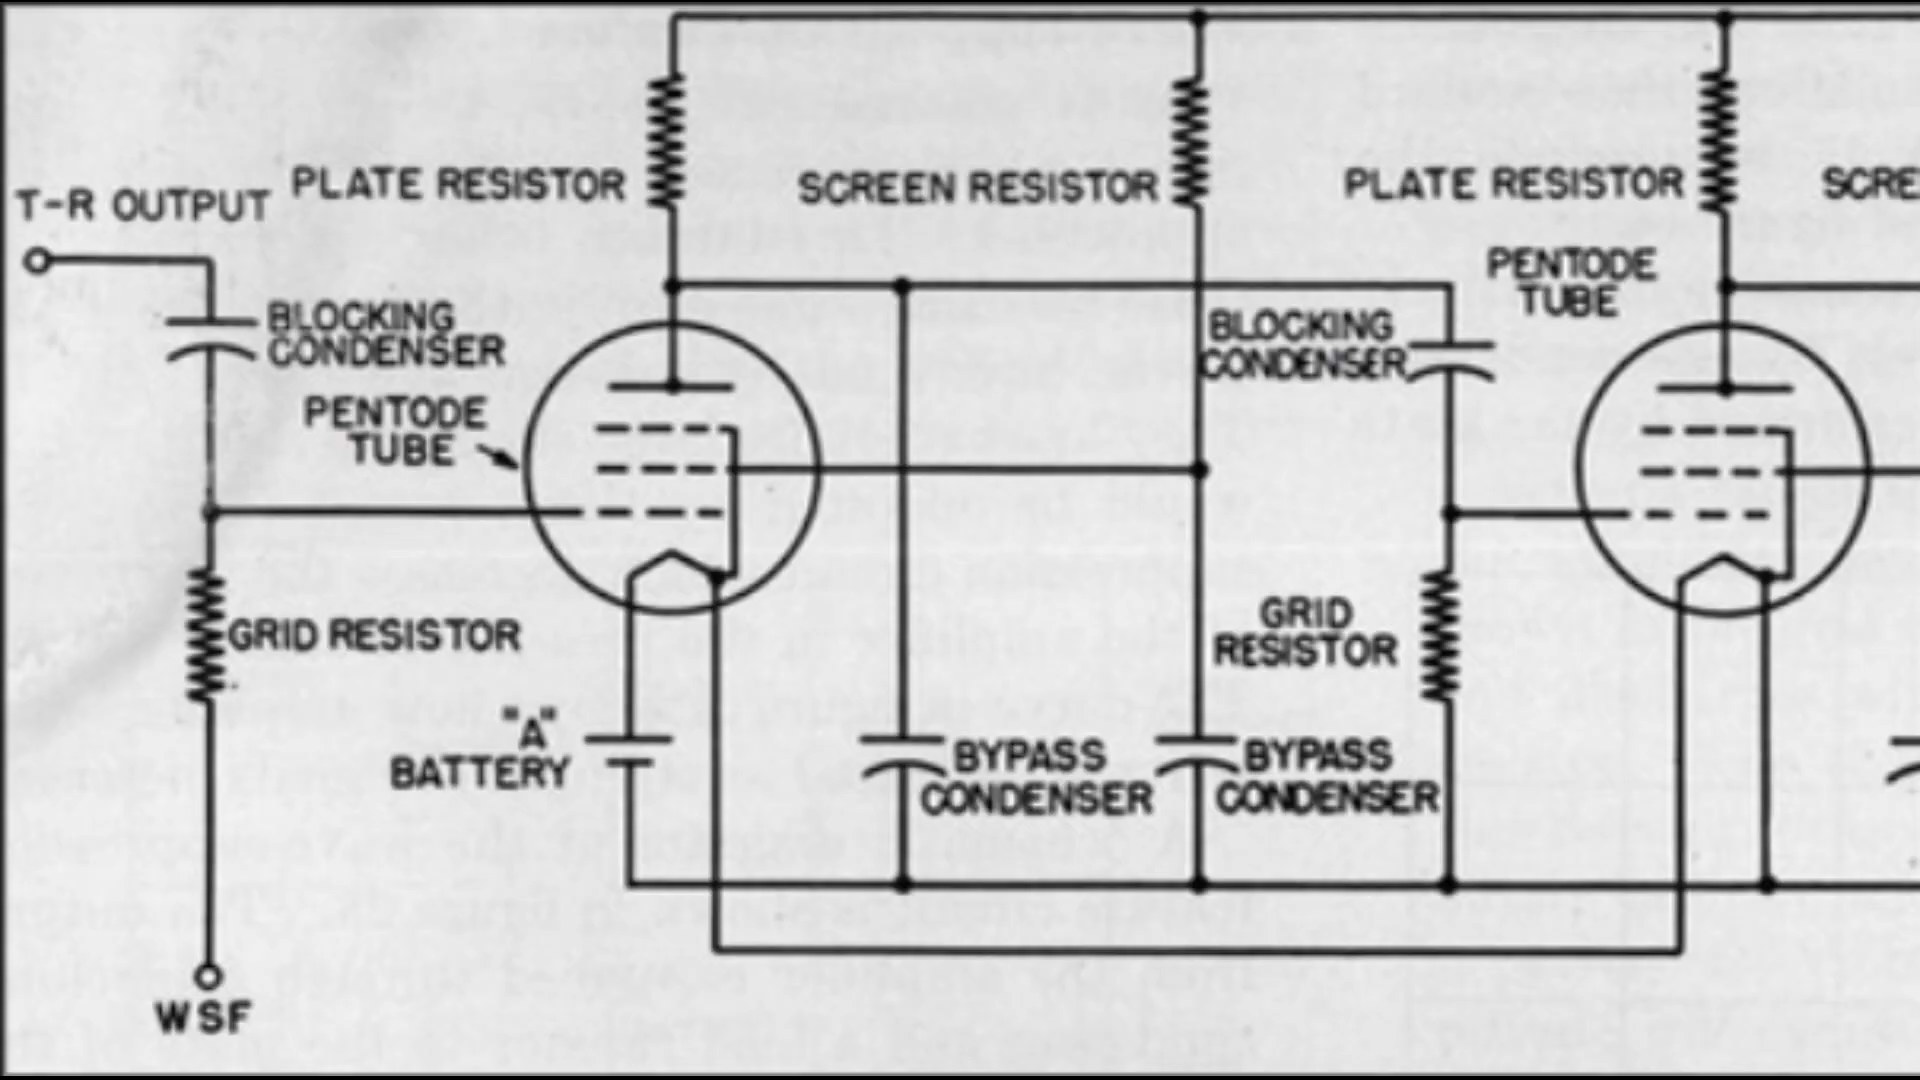 T-R OUTPUT
PLATE RESISTOR
SCREEN RESISTOR
PLATE RESISTOR
SCRE
BLOCKING
CONDENSER
PENTODE
TUBE
BLOCKING
CONDENSER
PENTODE
TUBE
GRID RESISTOR
GRID
RESISTOR
"A"
BATTERY
BYPASS
CONDENSER
BYPASS
CONDENSER
WSF